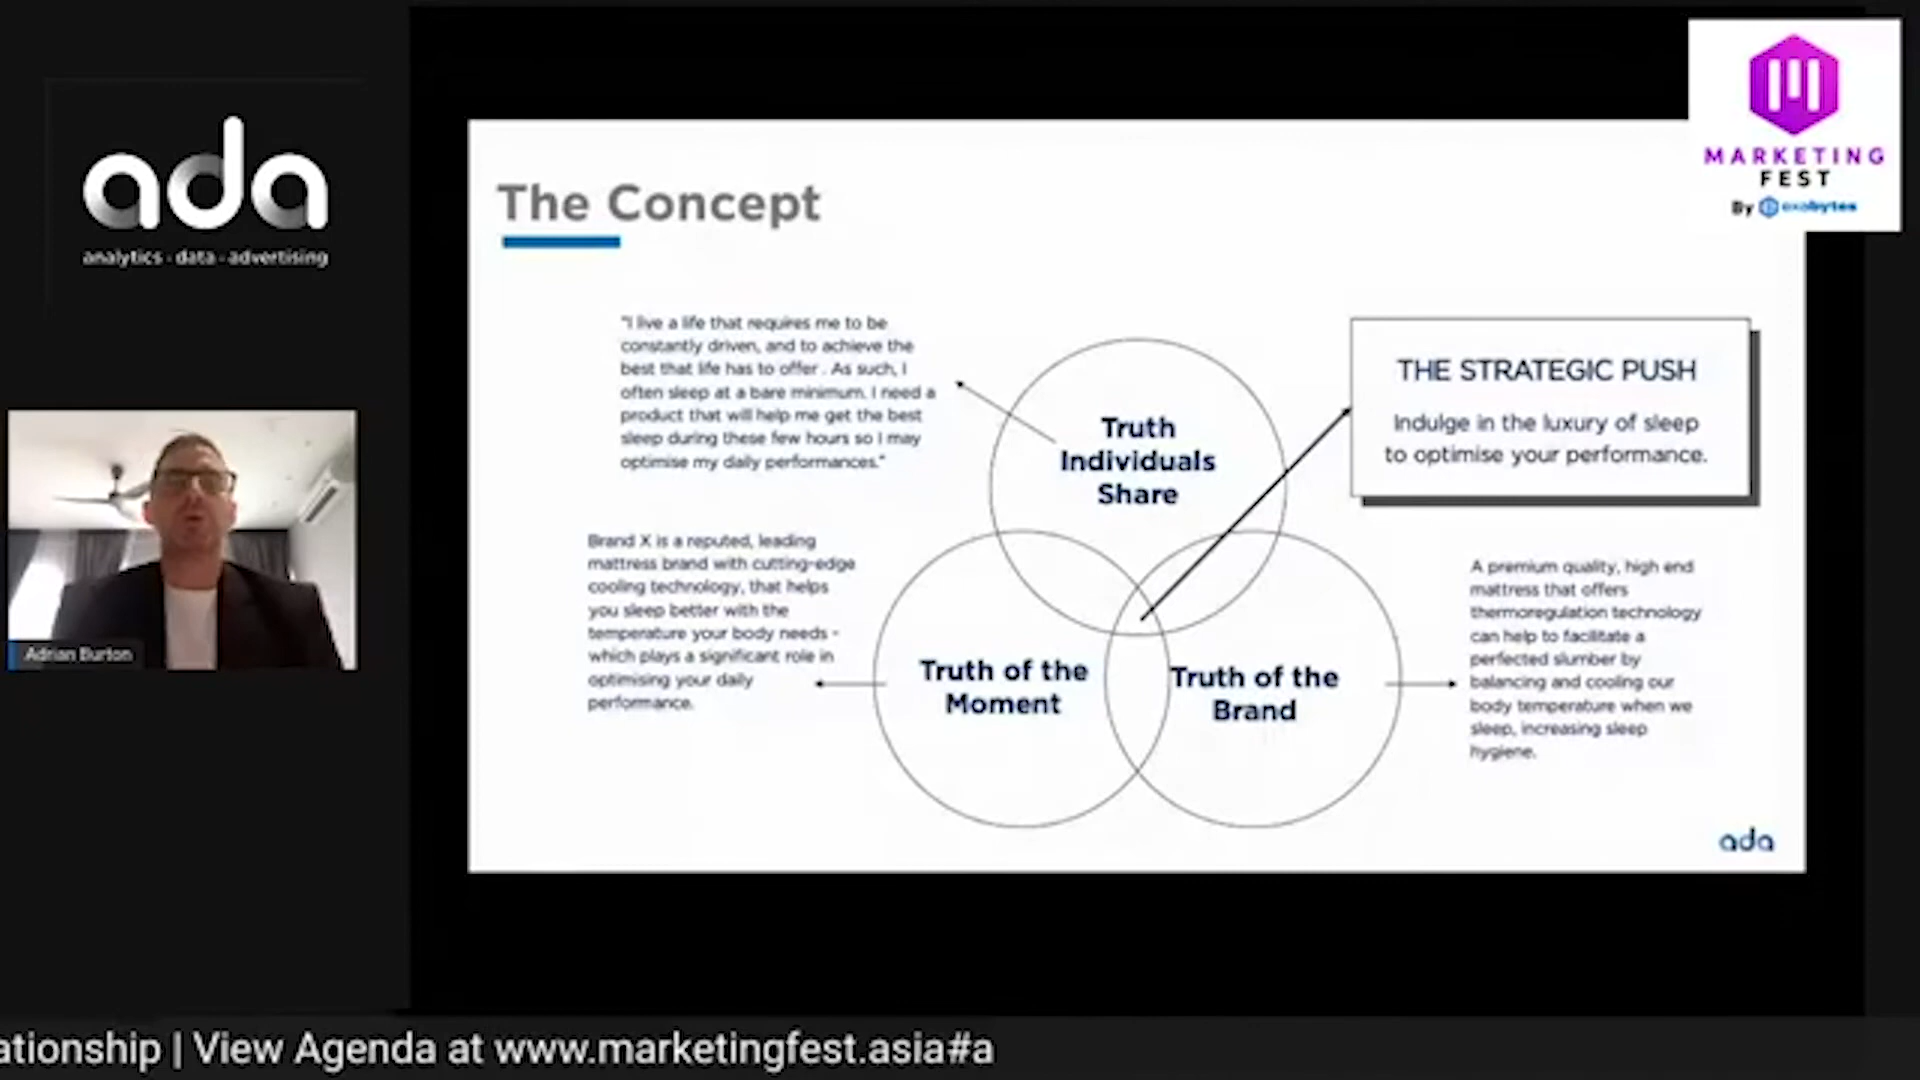 ada
analytics · data · advertising
MARKETING
FEST
By exabytes
The Concept
"I live a life that requires me to be
constantly driven, and to achieve the
best that life has to offer . As such, I
often sleep at a bare minimum. I need a
product that will help me get the best
sleep during these few hours so I may
optimise my daily performances."
Truth
Individuals
Share
THE STRATEGIC PUSH
Indulge in the luxury of sleep
to optimise your performance.
Brand X is a reputed, leading
mattress brand with cutting-edge
cooling technology, that helps
you sleep better with the
temperature your body needs -
which plays a significant role in
optimising your daily
performance.
Truth of the
Moment
Truth of the
Brand
A premium quality, high end
mattress that offers
thermoregulation technology
can help to facilitate a
perfected slumber by
balancing and cooling our
body temperature when we
sleep, increasing sleep
hygiene.
ada
Adrian Burton
ationship | View Agenda at www.marketingfest.asia#a